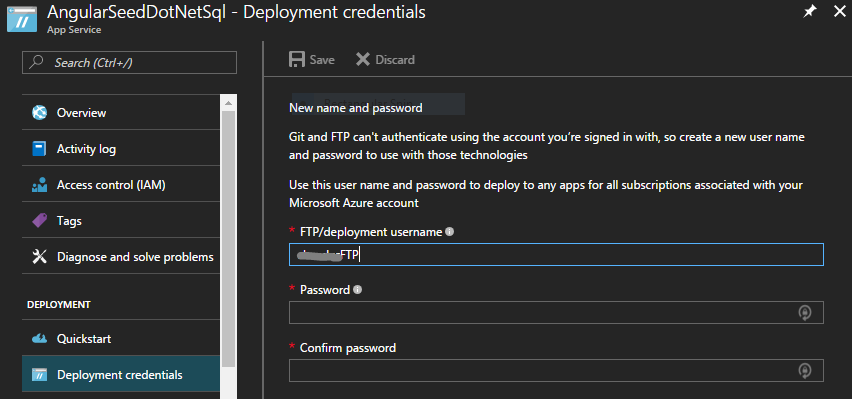 AngularSeedDotNetSql - Deployment credentials
App Service
Search (Ctrl+/)
Overview
Activity log
Access control (IAM)
Tags
Diagnose and solve problems
DEPLOYMENT
Quickstart
Deployment credentials
Save
Discard
New name and password
Git and FTP can't authenticate using the account you're signed in with, so create a new user name
and password to use with those technologies
Use this user name and password to deploy to any apps for all subscriptions associated with your
Microsoft Azure account
* FTP/deployment username
FTP
* Password
* Confirm password